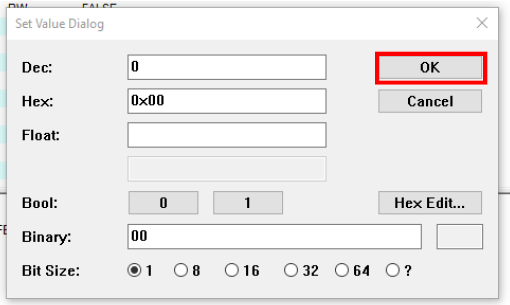 RW FALSE
Set Value Dialog
Dec: 0 OK
Hex: 0x00 Cancel
Float:
Bool: 0 1 Hex Edit...
Binary: 00
Bit Size: 1 8 16 32 64 ?